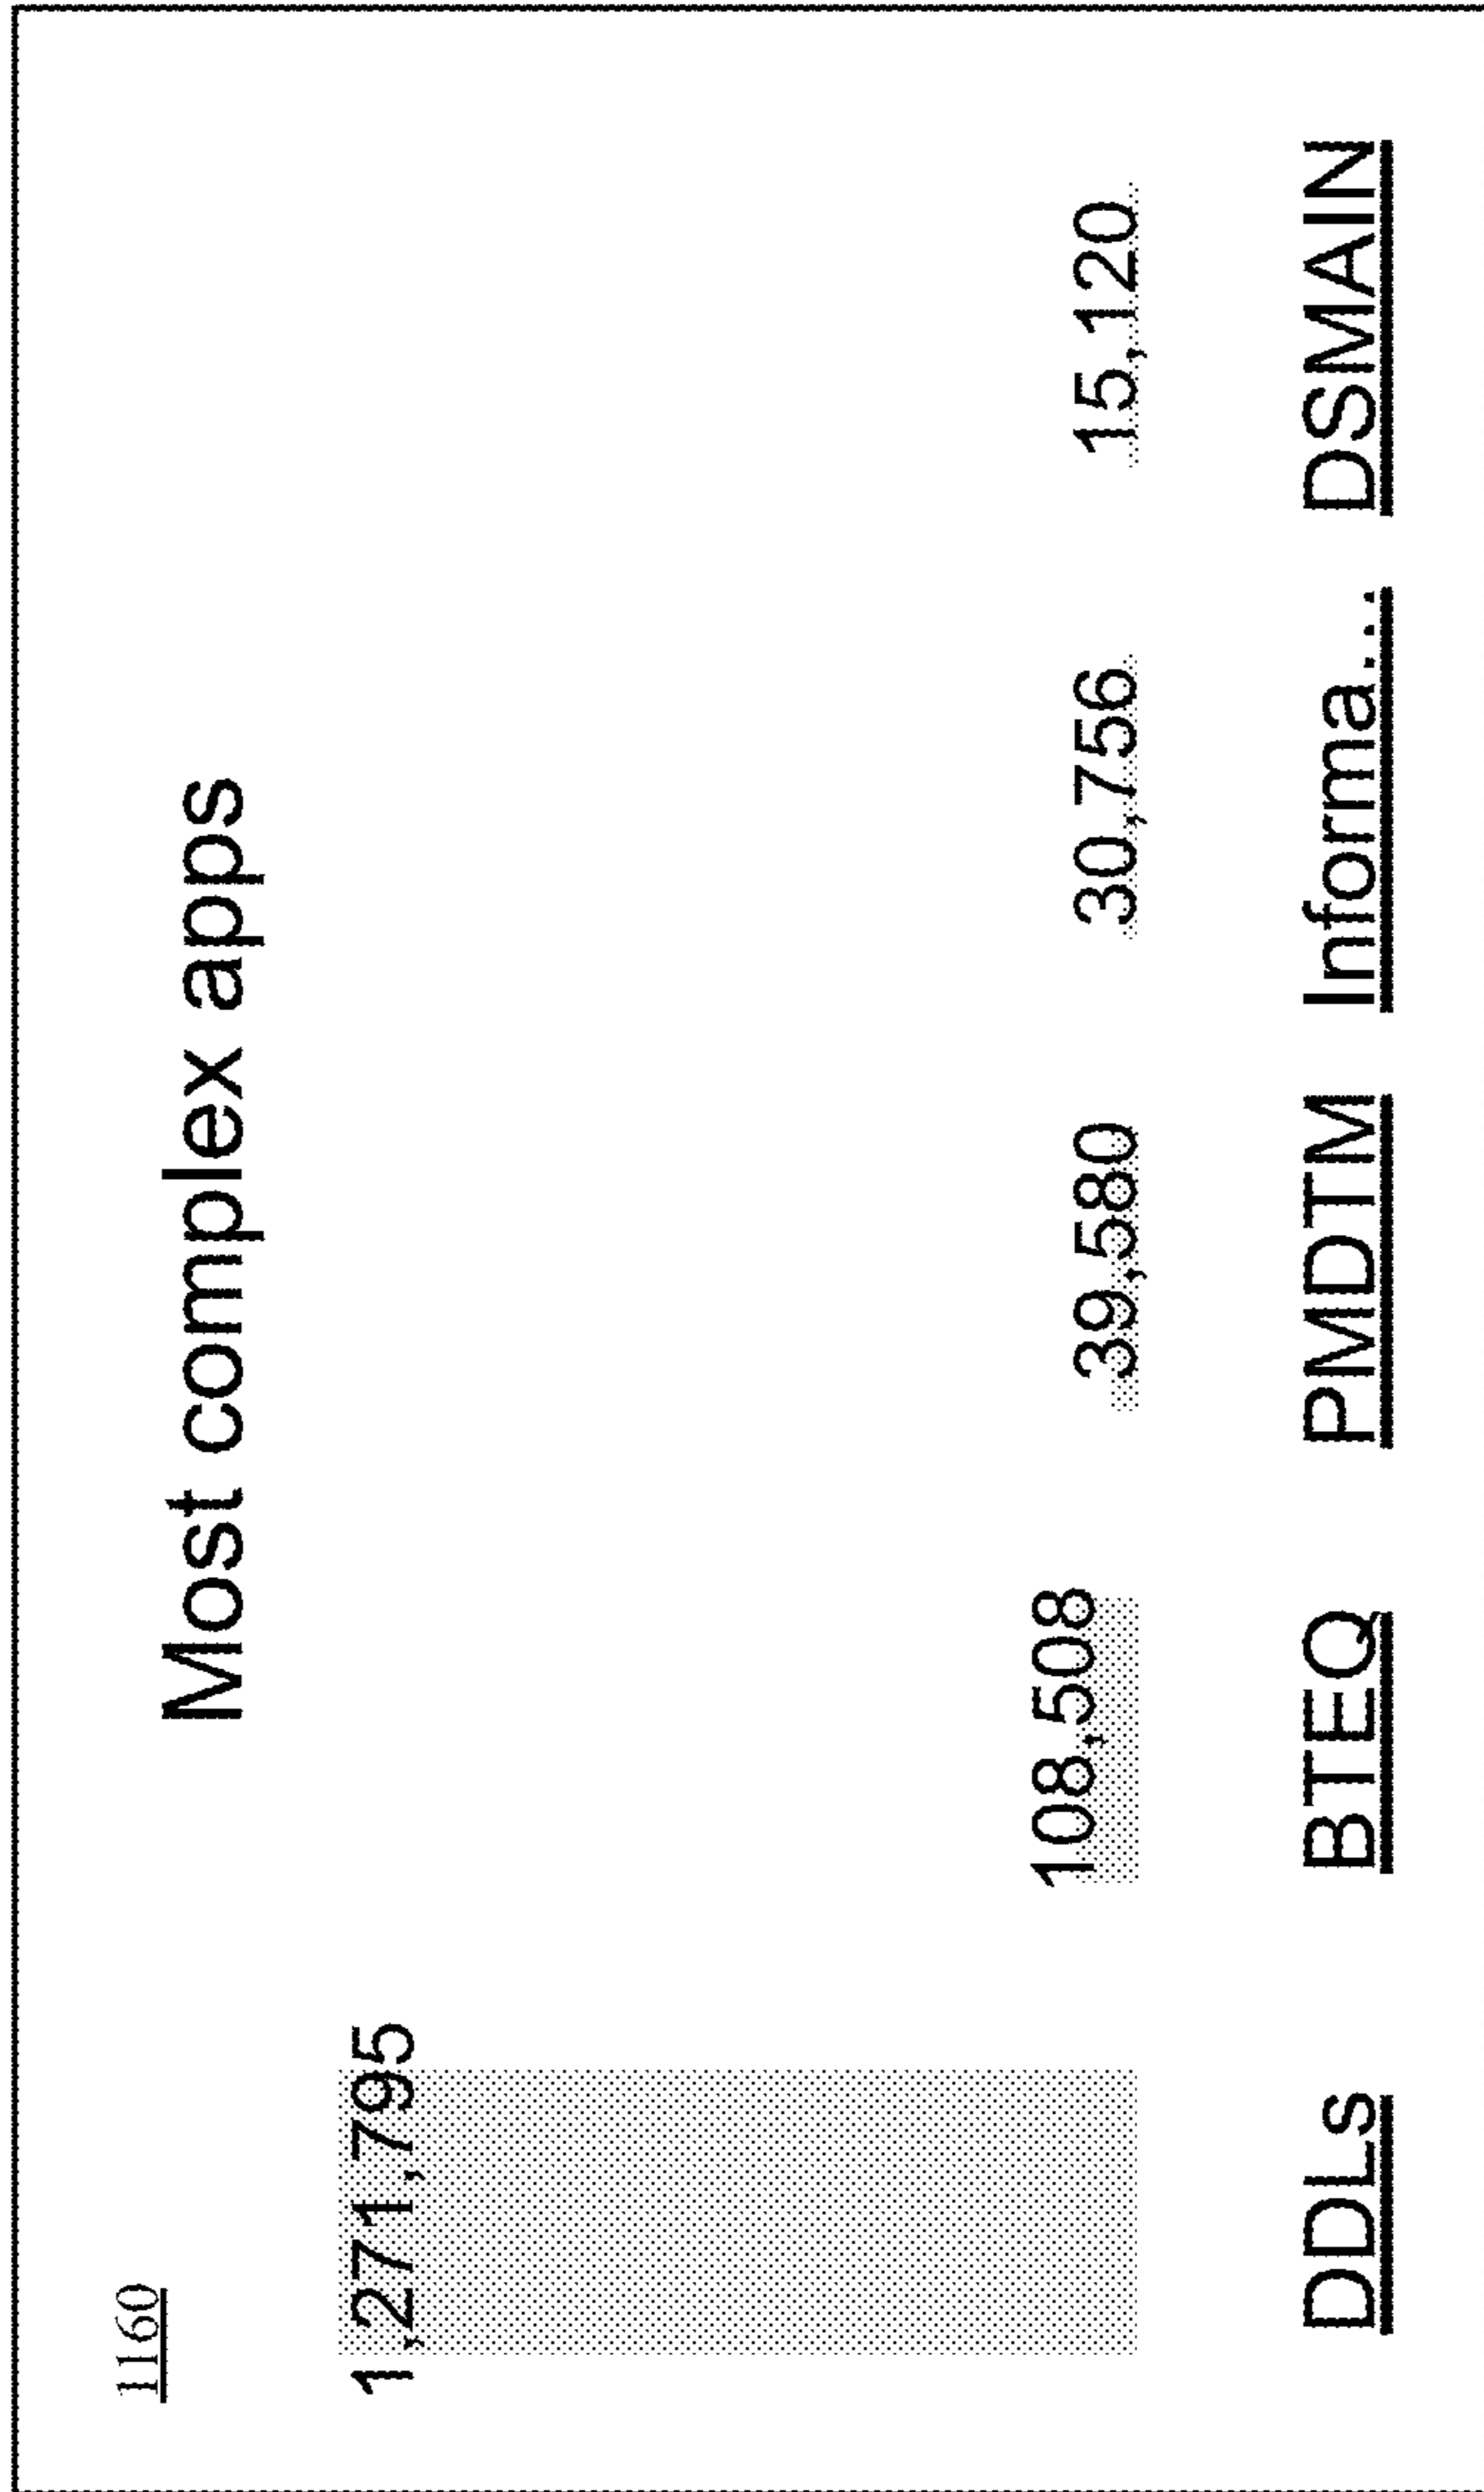 1160
Most complex apps
1,271,795
108,508
39,580
30,756
15,120
DDLs
BTEQ
PMDTM
Informa...
DSMAIN